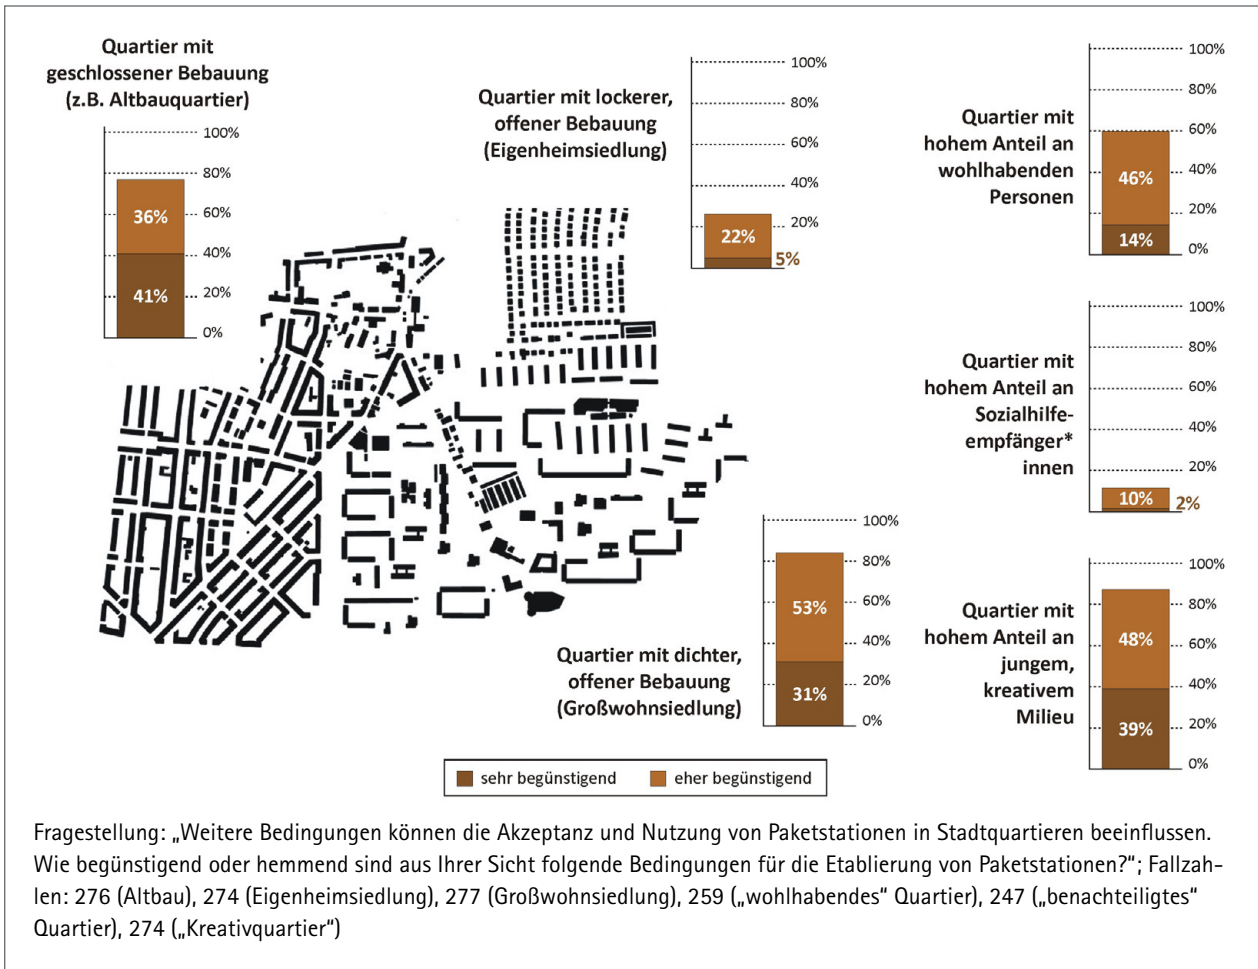 Quartier mit
geschlossener Bebauung
(z.B. Altbauquartier)
100%
80%
60%
40%
20%
0%
36%
41%
Quartier mit lockerer,
offener Bebauung
(Eigenheimsiedlung)
100%
80%
60%
40%
20%
22%
5%
Quartier mit
hohem Anteil an
wohlhabenden
Personen
100%
80%
60%
40%
20%
0%
46%
14%
Quartier mit
hohem Anteil an
Sozialhilfe-
empfänger*
innen
100%
80%
60%
40%
20%
10%
2%
Quartier mit dichter,
offener Bebauung
(Großwohnsiedlung)
100%
80%
60%
40%
20%
0%
53%
31%
Quartier mit
hohem Anteil an
jungem,
kreativem
Milieu
100%
80%
60%
40%
20%
0%
48%
39%
sehr begünstigend
eher begünstigend
Fragestellung: „Weitere Bedingungen können die Akzeptanz und Nutzung von Paketstationen in Stadtquartieren beeinflussen.
Wie begünstigend oder hemmend sind aus Ihrer Sicht folgende Bedingungen für die Etablierung von Paketstationen?“; Fallzah-
len: 276 (Altbau), 274 (Eigenheimsiedlung), 277 (Großwohnsiedlung), 259 („wohlhabendes“ Quartier), 247 („benachteiligtes“
Quartier), 274 („Kreativquartier“)